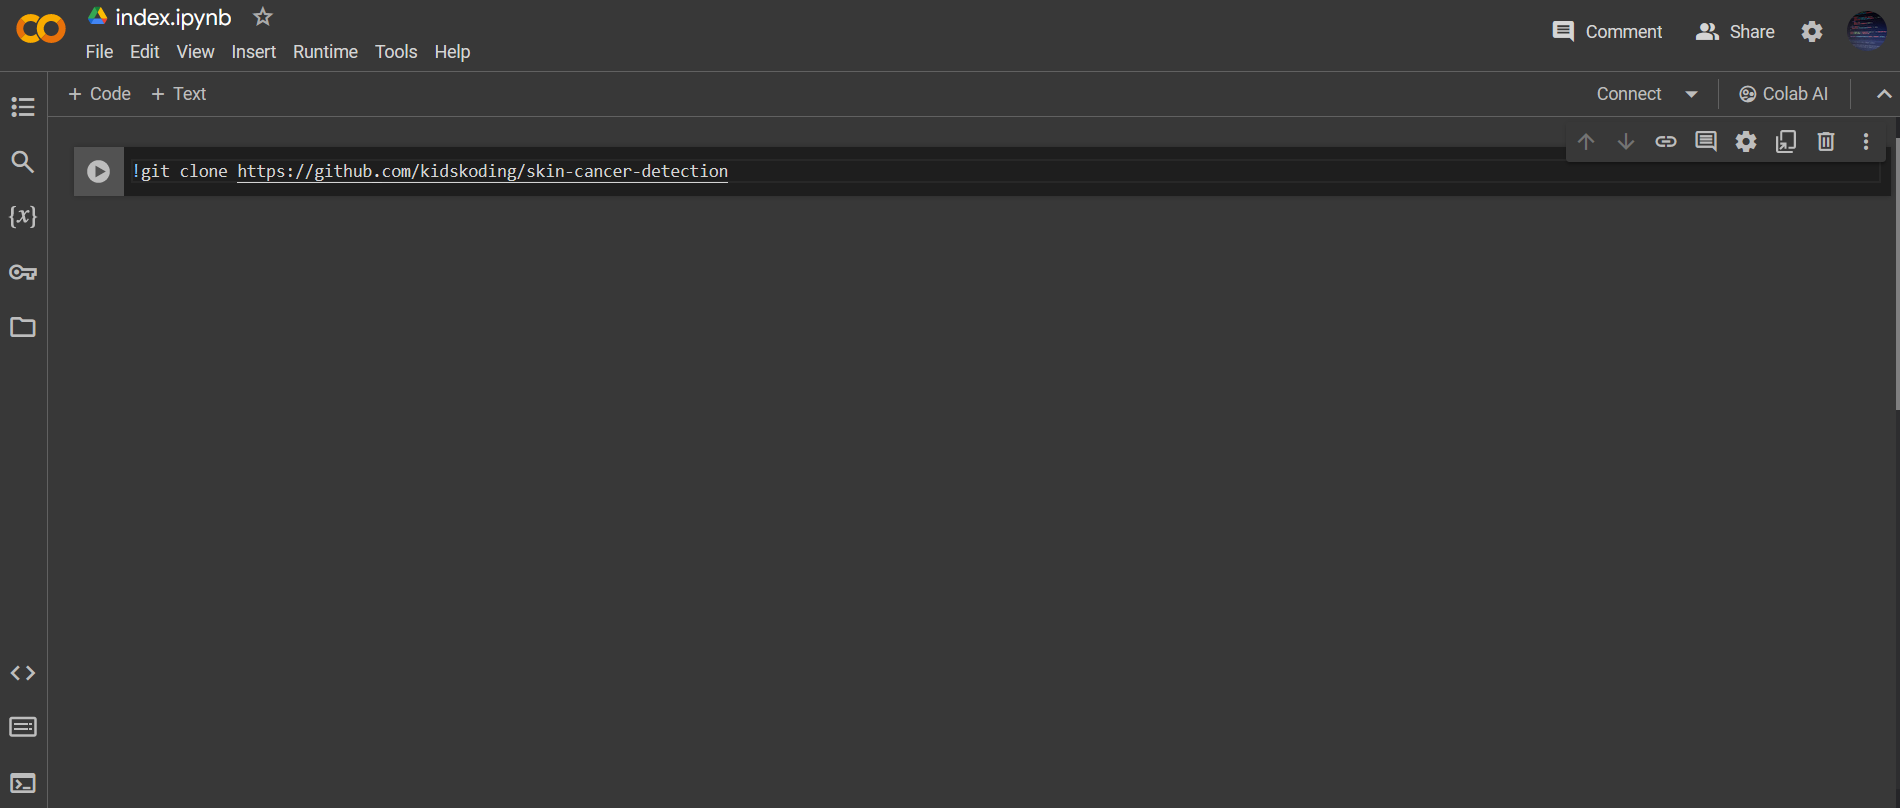 index.ipynb
File Edit View Insert Runtime Tools Help
Comment Share
+ Code + Text
Connect Colab AI
!git clone https://github.com/kidskoding/skin-cancer-detection
{x}